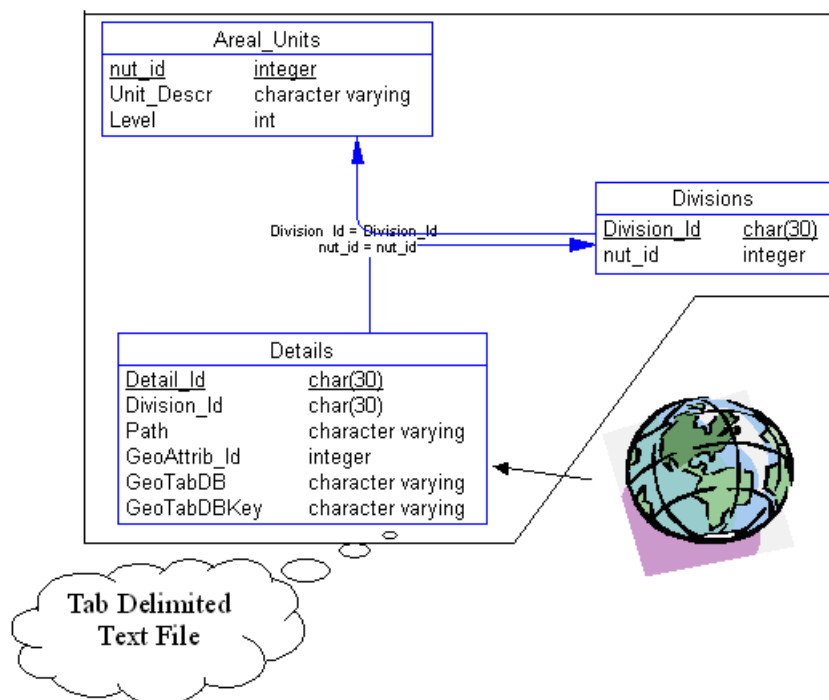 Areal_Units
nut_id integer
Unit_Descr character varying
Level int
Divisions
Division_Id char(30)
nut_id integer
Division_Id = Division_Id
nut_id = nut_id
Details
Detail_Id char(30)
Division_Id char(30)
Path character varying
GeoAttrib_Id integer
GeoTabDB character varying
GeoTabDBKey character varying
Tab Delimited
Text File